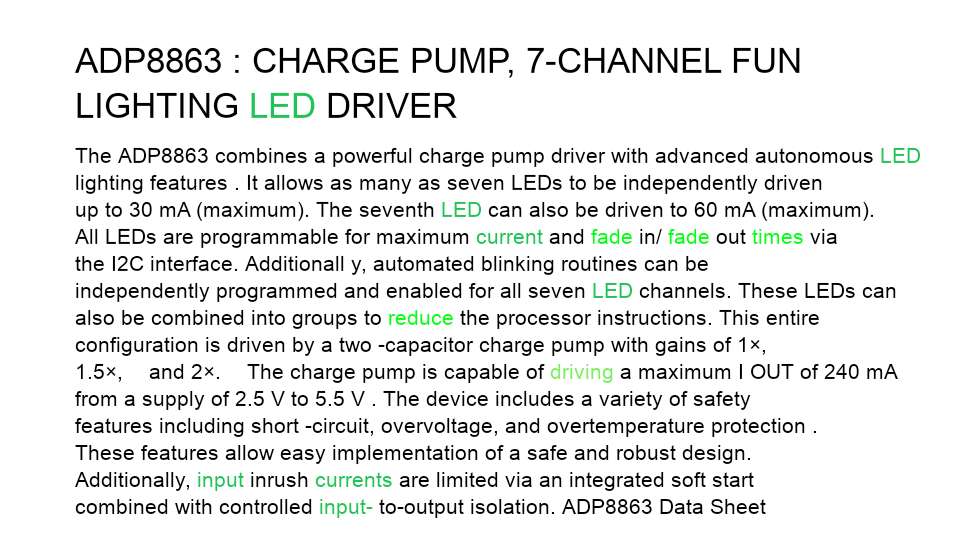 ADP8863 : CHARGE PUMP, 7-CHANNEL FUN
LIGHTING LED DRIVER
The ADP8863 combines a powerful charge pump driver with advanced autonomous LED
lighting features . It allows as many as seven LEDs to be independently driven
up to 30 mA (maximum). The seventh LED can also be driven to 60 mA (maximum).
All LEDs are programmable for maximum current and fade in/ fade out times via
the I2C interface. Additionall y, automated blinking routines can be
independently programmed and enabled for all seven LED channels. These LEDs can
also be combined into groups to reduce the processor instructions. This entire
configuration is driven by a two -capacitor charge pump with gains of 1×,
1.5×, and 2×. The charge pump is capable of driving a maximum I OUT of 240 mA
from a supply of 2.5 V to 5.5 V . The device includes a variety of safety
features including short -circuit, overvoltage, and overtemperature protection .
These features allow easy implementation of a safe and robust design.
Additionally, input inrush currents are limited via an integrated soft start
combined with controlled input- to-output isolation. ADP8863 Data Sheet